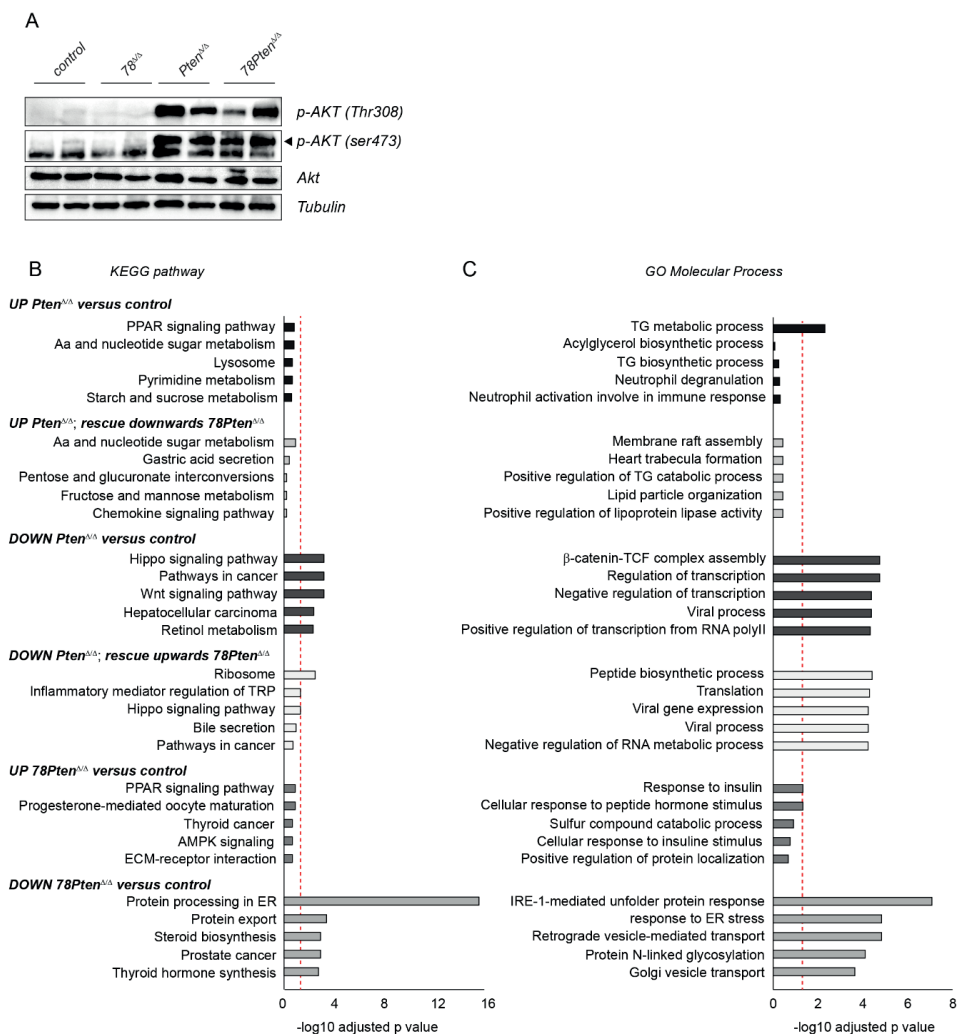 A
control 78Δ/Δ PtenΔ/Δ 78PtenΔ/Δ
p-AKT (Thr308)
p-AKT (ser473)
Akt
Tubulin
B KEGG pathway
UP PtenΔ/Δ versus control
PPAR signaling pathway
Aa and nucleotide sugar metabolism
Lysosome
Pyrimidine metabolism
Starch and sucrose metabolism
UP PtenΔ/Δ; rescue downwards 78PtenΔ/Δ
Aa and nucleotide sugar metabolism
Gastric acid secretion
Pentose and glucuronate interconversions
Fructose and mannose metabolism
Chemokine signaling pathway
DOWN PtenΔ/Δ versus control
Hippo signaling pathway
Pathways in cancer
Wnt signaling pathway
Hepatocellular carcinoma
Retinol metabolism
DOWN PtenΔ/Δ; rescue upwards 78PtenΔ/Δ
Ribosome
Inflammatory mediator regulation of TRP
Hippo signaling pathway
Bile secretion
Pathways in cancer
UP 78PtenΔ/Δ versus control
PPAR signaling pathway
Progesterone-mediated oocyte maturation
Thyroid cancer
AMPK signaling
ECM-receptor interaction
DOWN 78PtenΔ/Δ versus control
Protein processing in ER
Protein export
Steroid biosynthesis
Prostate cancer
Thyroid hormone synthesis
0 4 8 12 16
-log10 adjusted p value
C GO Molecular Process
TG metabolic process
Acylglycerol biosynthetic process
TG biosynthetic process
Neutrophil degranulation
Neutrophil activation involve in immune response
Membrane raft assembly
Heart trabecula formation
Positive regulation of TG catabolic process
Lipid particle organization
Positive regulation of lipoprotein lipase activity
β-catenin-TCF complex assembly
Regulation of transcription
Negative regulation of transcription
Viral process
Positive regulation of transcription from RNA polyII
Peptide biosynthetic process
Translation
Viral gene expression
Viral process
Negative regulation of RNA metabolic process
Response to insulin
Cellular response to peptide hormone stimulus
Sulfur compound catabolic process
Cellular response to insuline stimulus
Positive regulation of protein localization
IRE-1-mediated unfolder protein response
response to ER stress
Retrograde vesicle-mediated transport
Protein N-linked glycosylation
Golgi vesicle transport
0 2 4 6 8
-log10 adjusted p value